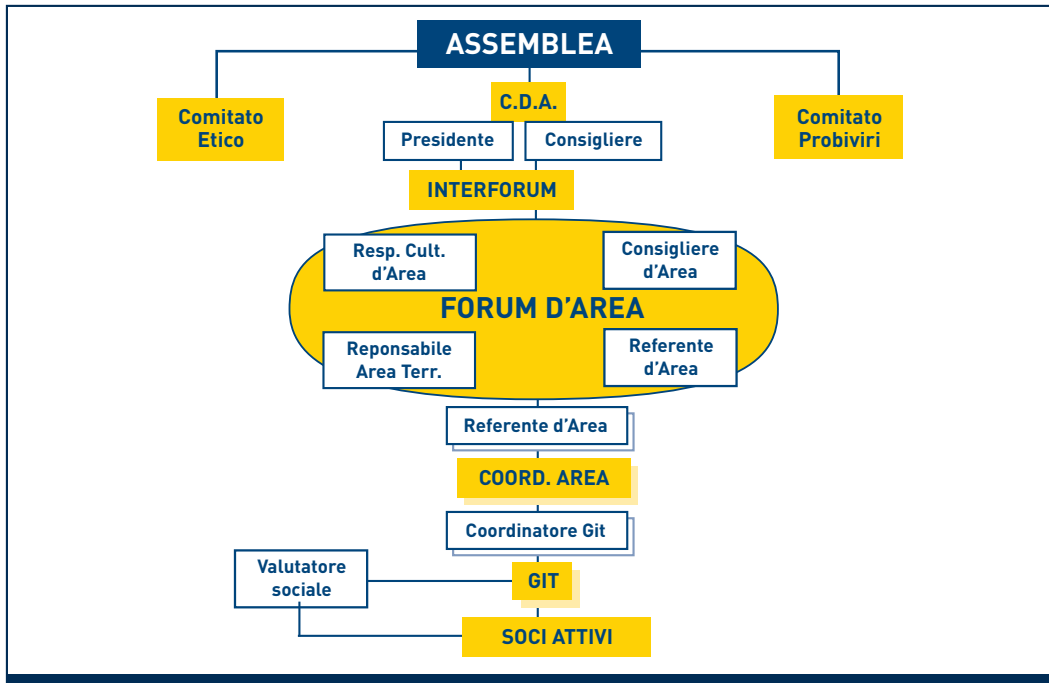 ASSEMBLEA
Comitato
Etico
C.D.A.
Comitato
Probiviri
Presidente
Consigliere
INTERFORUM
Resp. Cult.
d’Area
Consigliere
d’Area
FORUM D’AREA
Reponsabile
Area Terr.
Referente
d’Area
Referente d’Area
COORD. AREA
Coordinatore Git
Valutatore
sociale
GIT
SOCI ATTIVI